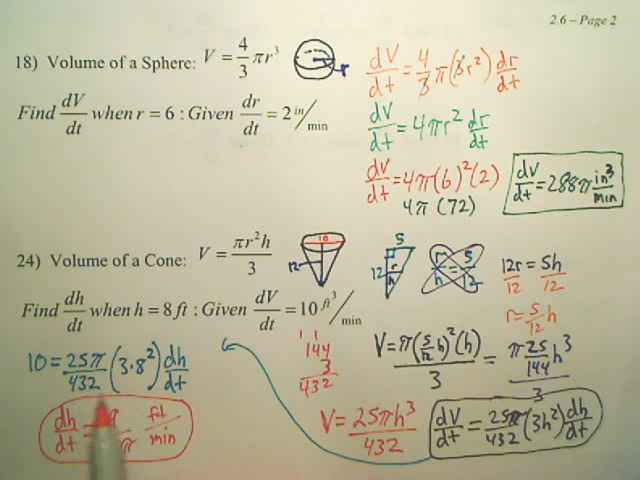 2.6 – Page 2
18) Volume of a Sphere: V = 4/3 πr³
r
dV/dt = 4/3 π(3r²) dr/dt
Find dV/dt when r = 6 : Given dr/dt = 2 in/min
dV/dt = 4πr² dr/dt
dV/dt = 4π(6)²(2)
4π (72)
dV/dt = 288π in³/min
24) Volume of a Cone: V = πr²h/3
10
12
5
12 r h
r/h = 5/12
12r/12 = 5h/12
r = 5/12 h
Find dh/dt when h = 8 ft : Given dV/dt = 10 ft³/min
1 1
144
3
432
V = π(5/12 h)²(h)/3 = π 25/144 h³/3
V = 25πh³/432
dV/dt = 25π/432 (3h²) dh/dt
10 = 25π/432 (3·8²) dh/dt
dh/dt = π ft/min